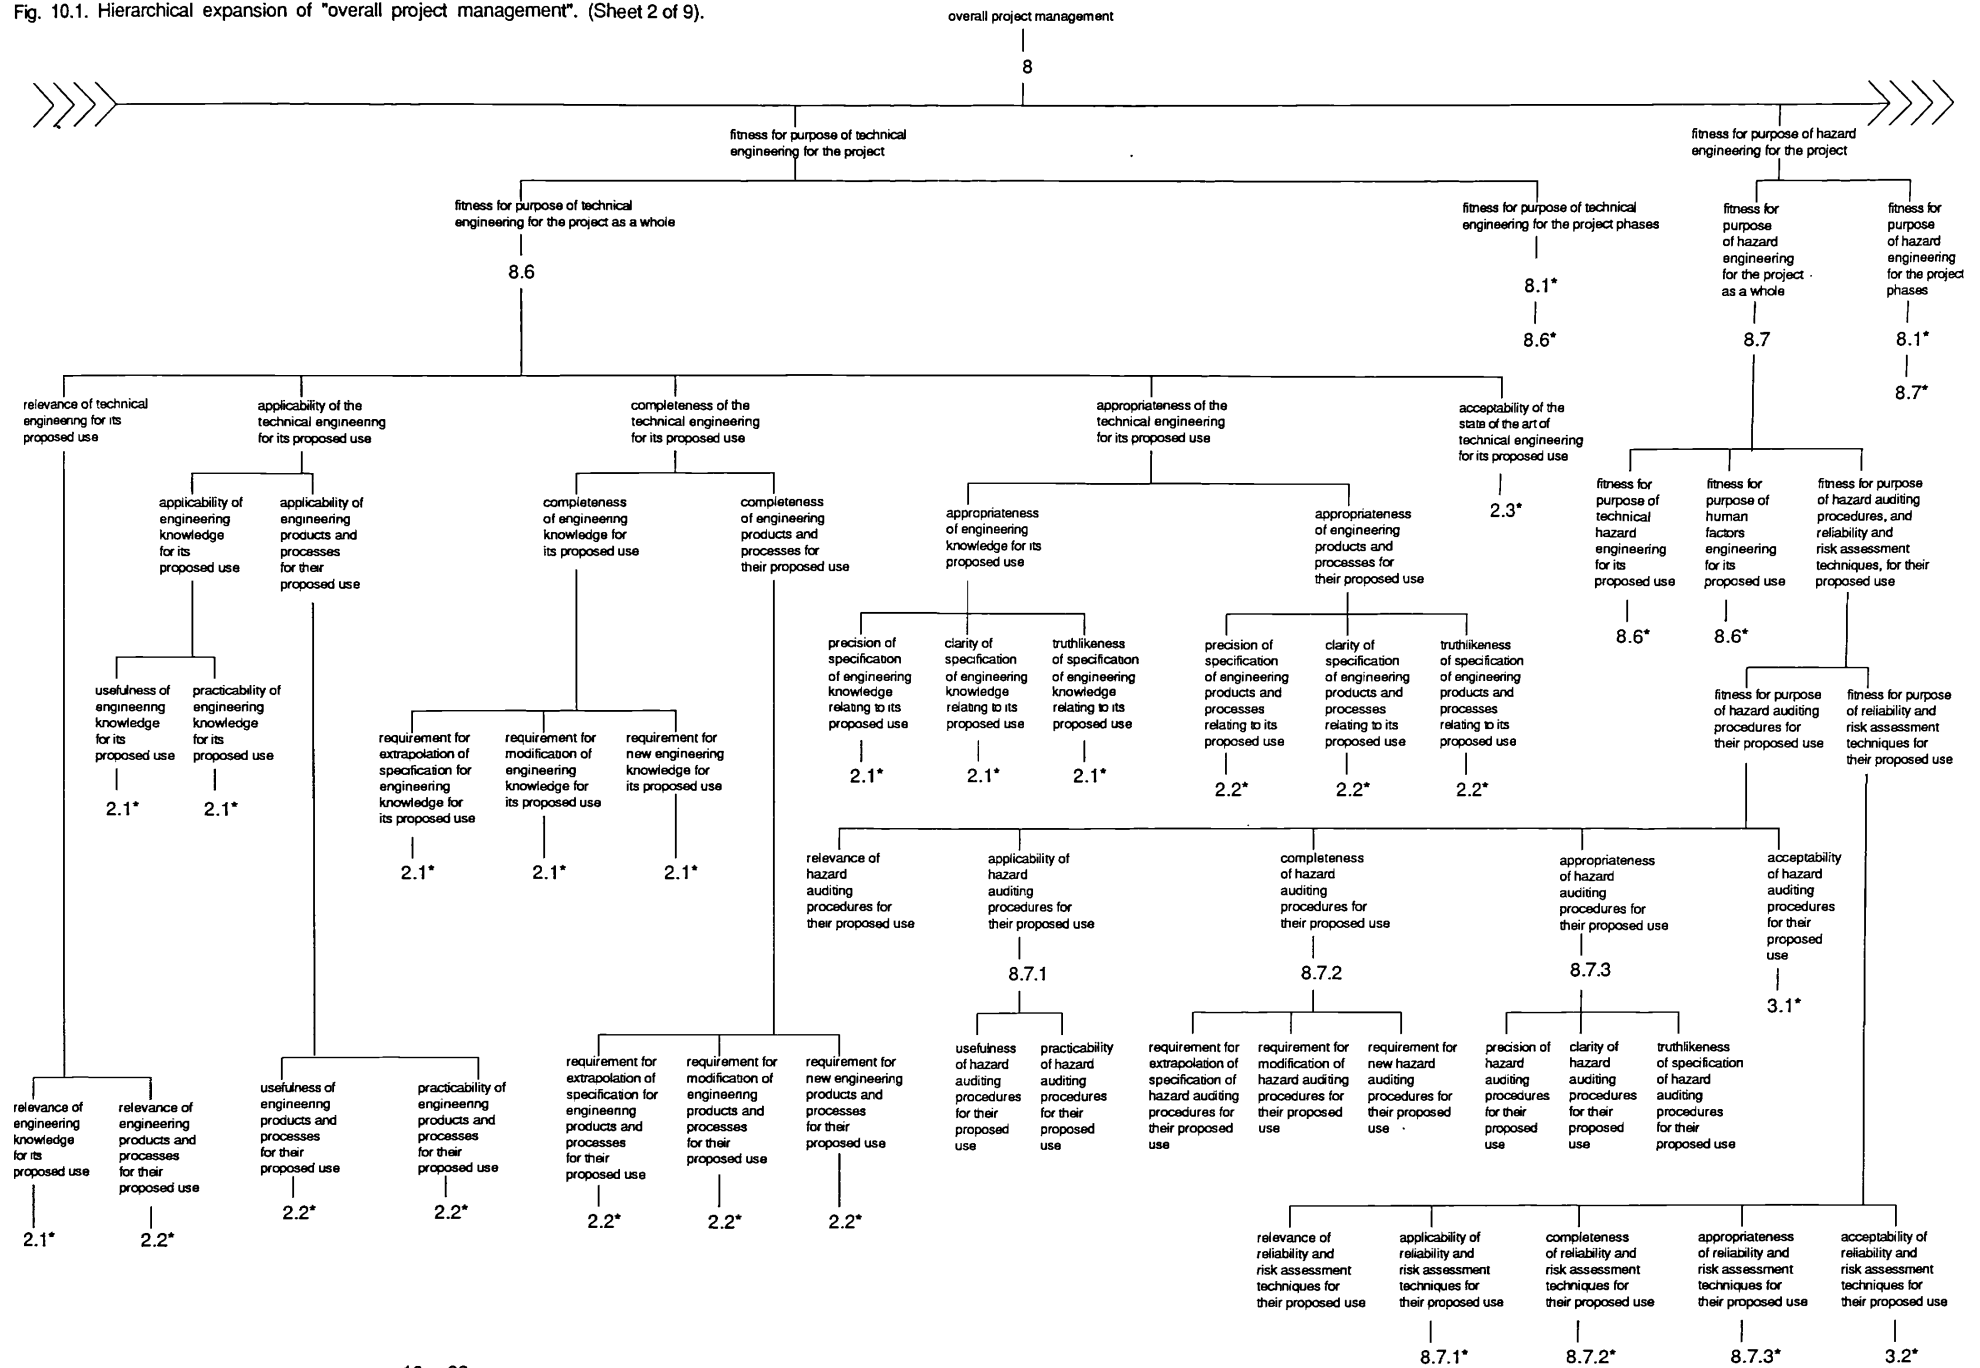 Fig. 10.1. Hierarchical expansion of "overall project management". (Sheet 2 of 9).
overall project management
8
fitness for purpose of technical
engineering for the project
fitness for purpose of hazard
engineering for the project
fitness for purpose of technical
engineering for the project as a whole
8.6
fitness for purpose of technical
engineering for the project phases
8.1*
8.6*
fitness for
purpose
of hazard
engineering
for the project
as a whole
8.7
fitness for
purpose
of hazard
engineering
for the project
phases
8.1*
8.7*
relevance of technical
engineering for its
proposed use
applicability of the
technical engineering
for its proposed use
completeness of the
technical engineering
for its proposed use
appropriateness of the
technical engineering
for its proposed use
acceptability of the
state of the art of
technical engineering
for its proposed use
2.3*
applicability of
engineering
knowledge
for its
proposed use
applicability of
engineering
products and
processes
for their
proposed use
completeness
of engineering
knowledge for
its proposed use
completeness
of engineering
products and
processes for
their proposed use
appropriateness
of engineering
knowledge for its
proposed use
appropriateness
of engineering
products and
processes for
their proposed use
fitness for
purpose of
technical
hazard
engineering
for its
proposed use
8.6*
fitness for
purpose of
human
factors
engineering
for its
proposed use
8.6*
fitness for purpose
of hazard auditing
procedures, and
reliability and
risk assessment
techniques, for their
proposed use
usefulness of
engineering
knowledge
for its
proposed use
2.1*
practicability of
engineering
knowledge
for its
proposed use
2.1*
requirement for
extrapolation of
specification for
engineering
knowledge for
its proposed use
2.1*
requirement for
modification of
engineering
knowledge for
its proposed use
2.1*
requirement for
new engineering
knowledge for
its proposed use
2.1*
precision of
specification
of engineering
knowledge
relating to its
proposed use
2.1*
clarity of
specification
of engineering
knowledge
relating to its
proposed use
2.1*
truthlikeness
of specification
of engineering
knowledge
relating to its
proposed use
2.1*
precision of
specification
of engineering
products and
processes
relating to its
proposed use
2.2*
clarity of
specification
of engineering
products and
processes
relating to its
proposed use
2.2*
truthlikeness
of specification
of engineering
products and
processes
relating to its
proposed use
2.2*
fitness for purpose
of hazard auditing
procedures for
their proposed use
fitness for purpose
of reliability and
risk assessment
techniques for
their proposed use
relevance of
hazard
auditing
procedures for
their proposed use
applicability of
hazard
auditing
procedures for
their proposed use
8.7.1
completeness
of hazard
auditing
procedures for
their proposed use
8.7.2
appropriateness
of hazard
auditing
procedures for
their proposed use
8.7.3
acceptability
of hazard
auditing
procedures
for their
proposed
use
3.1*
relevance of
engineering
knowledge
for its
proposed use
2.1*
relevance of
engineering
products and
processes
for their
proposed use
2.2*
usefulness of
engineering
products and
processes
for their
proposed use
2.2*
practicability of
engineering
products and
processes
for their
proposed use
2.2*
requirement for
extrapolation of
specification for
engineering
products and
processes
for their
proposed use
2.2*
requirement for
modification of
engineering
products and
processes
for their
proposed use
2.2*
requirement for
new engineering
products and
processes
for their
proposed use
2.2*
usefulness
of hazard
auditing
procedures
for their
proposed
use
practicability
of hazard
auditing
procedures
for their
proposed
use
requirement for
extrapolation of
specification of
hazard auditing
procedures for
their proposed
use
requirement for
modification of
hazard auditing
procedures for
their proposed
use
requirement for
new hazard
auditing
procedures for
their proposed
use
precision of
hazard
auditing
procedures
for their
proposed
use
clarity of
hazard
auditing
procedures
for their
proposed
use
truthlikeness
of specification
of hazard
auditing
procedures
for their
proposed use
relevance of
reliability and
risk assessment
techniques for
their proposed use
applicability of
reliability and
risk assessment
techniques for
their proposed use
8.7.1*
completeness
of reliability and
risk assessment
techniques for
their proposed use
8.7.2*
appropriateness
of reliability and
risk assessment
techniques for
their proposed use
8.7.3*
acceptability of
reliability and
risk assessment
techniques for
their proposed use
3.2*